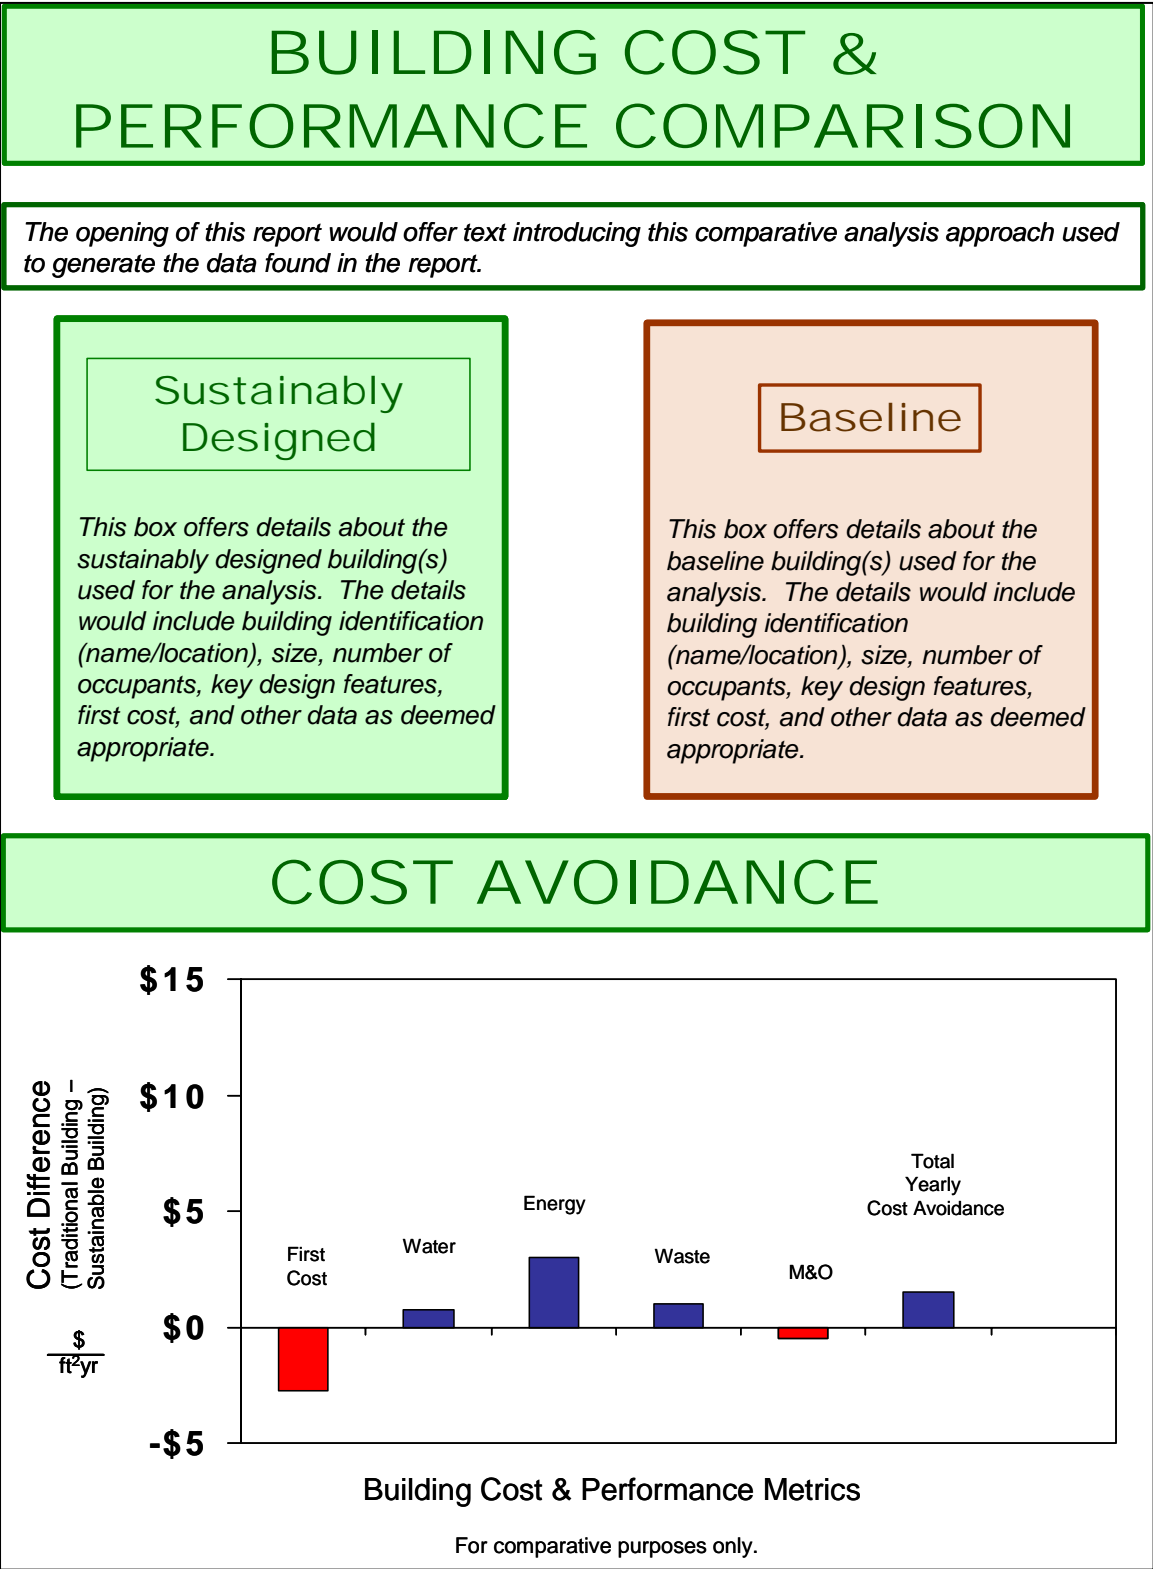 BUILDING COST &
PERFORMANCE COMPARISON
The opening of this report would offer text introducing this comparative analysis approach used
to generate the data found in the report.
Sustainably
Designed
This box offers details about the
sustainably designed building(s)
used for the analysis.  The details
would include building identification
(name/location), size, number of
occupants, key design features,
first cost, and other data as deemed
appropriate.
Baseline
This box offers details about the
baseline building(s) used for the
analysis.  The details would include
building identification
(name/location), size, number of
occupants, key design features,
first cost, and other data as deemed
appropriate.
COST AVOIDANCE
Cost Difference
(Traditional Building –
Sustainable Building)
$
ft²yr
$15
$10
$5
$0
-$5
First
Cost
Water
Energy
Waste
M&O
Total
Yearly
Cost Avoidance
Building Cost & Performance Metrics
For comparative purposes only.